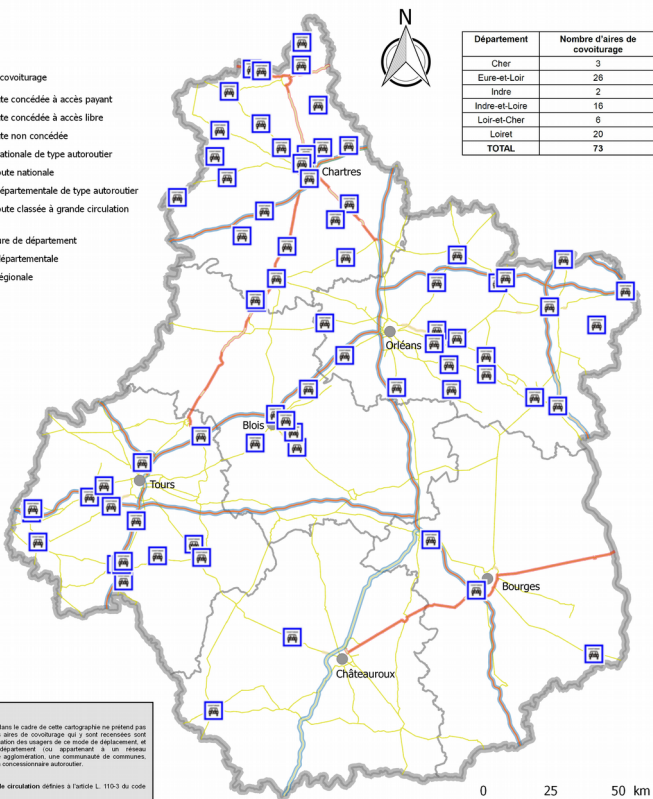 N
covoiturage
te concédée à accès payant
te concédée à accès libre
te non concédée
ationale de type autoroutier
oute nationale
épartementale de type autoroutier
oute classée à grande circulation
ure de département
départementale
égionale
Département Nombre d'aires de
covoiturage
Cher 3
Eure-et-Loir 26
Indre 2
Indre-et-Loire 16
Loir-et-Cher 6
Loiret 20
TOTAL 73
Chartres
Orléans
Blois
Tours
Bourges
Châteauroux
dans le cadre de cette cartographie ne prétend pas
aires de covoiturage qui y sont recensées sont
ation des usagers de ce mode de déplacement, et
département (ou appartenant à un réseau
agglomération, une communauté de communes,
concessionnaire autoroutier.
de circulation définies à l'article L. 110-3 du code
0 25 50 km